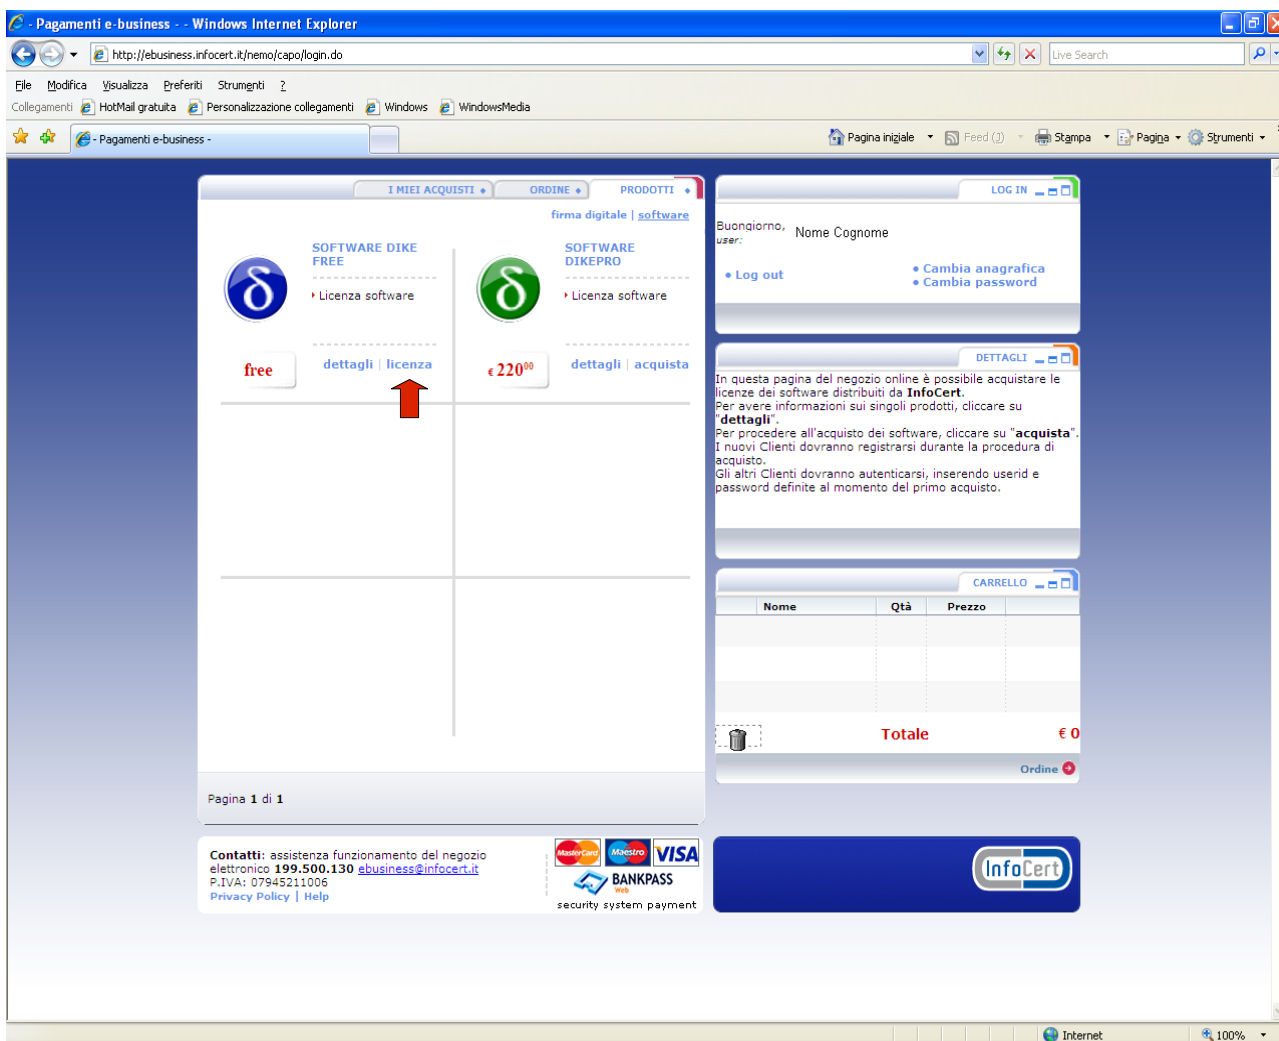 - Pagamenti e-business - - Windows Internet Explorer
http://ebusiness.infocert.it/nemo/capo/login.do
Live Search
File Modifica Visualizza Preferiti Strumenti ?
Collegamenti HotMail gratuita Personalizzazione collegamenti Windows WindowsMedia
- Pagamenti e-business -
Pagina iniziale Feed (J) Stampa Pagina Strumenti
I MIEI ACQUISTI ORDINE PRODOTTI
firma digitale | software
SOFTWARE DIKE
FREE
Licenza software
free
dettagli | licenza
SOFTWARE
DIKEPRO
Licenza software
€ 220⁰⁰
dettagli | acquista
Pagina 1 di 1
LOG IN
Buongiorno,
user:
Nome Cognome
• Log out
• Cambia anagrafica
• Cambia password
DETTAGLI
In questa pagina del negozio online è possibile acquistare le
licenze dei software distribuiti da InfoCert.
Per avere informazioni sui singoli prodotti, cliccare su
"dettagli".
Per procedere all'acquisto dei software, cliccare su "acquista".
I nuovi Clienti dovranno registrarsi durante la procedura di
acquisto.
Gli altri Clienti dovranno autenticarsi, inserendo userid e
password definite al momento del primo acquisto.
CARRELLO
Nome Qtà Prezzo
Totale € 0
Ordine
Contatti: assistenza funzionamento del negozio
elettronico 199.500.130 ebusiness@infocert.it
P.IVA: 07945211006
Privacy Policy | Help
MasterCard Maestro VISA
BANKPASS
Web
security system payment
InfoCert
Internet 100%